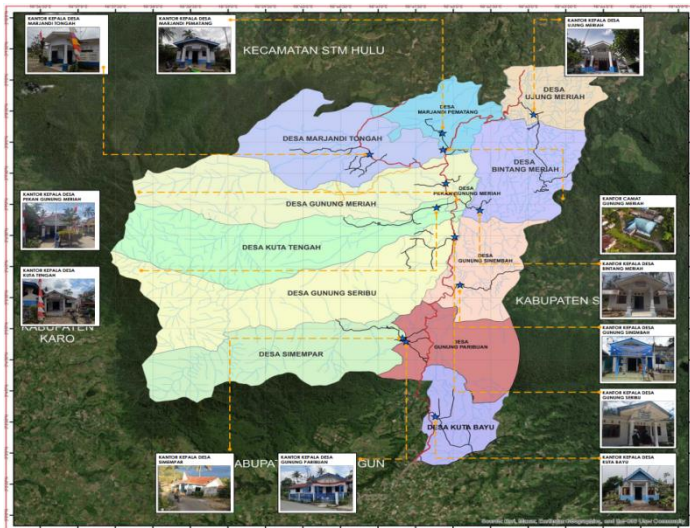 KANTOR KEPALA DESA
MARJANDI TONGAH
KANTOR KEPALA DESA
MARJANDI PEMATANG
KECAMATAN STM HULU
KANTOR KEPALA DESA
UJUNG MERIAH
DESA
UJUNG MERIAH
DESA
MARJANDI PEMATANG
DESA MARJANDI TONGAH
DESA
BINTANG MERIAH
KANTOR KEPALA DESA
PEKAN GUNUNG MERIAH
DESA
PEKAN GUNUNG MERIAH
DESA GUNUNG MERIAH
KANTOR CAMAT
GUNUNG MERIAH
DESA KUTA TENGAH
DESA
GUNUNG SINEMBAH
KANTOR KEPALA DESA
BINTANG MERIAH
KANTOR KEPALA DESA
KUTA TENGAH
DESA GUNUNG SERIBU
KABUPATEN S
KABUPATEN
KARO
KANTOR KEPALA DESA
GUNUNG SINEMBAH
DESA
GUNUNG PARIBUAN
DESA SIMEMPAR
KANTOR KEPALA DESA
GUNUNG SERIBU
DESA KUTA BAYU
KANTOR KEPALA DESA
SIMEMPAR
KANTOR KEPALA DESA
GUNUNG PARIBUAN
KANTOR KEPALA DESA
KUTA BAYU
ABUPAT
GUN